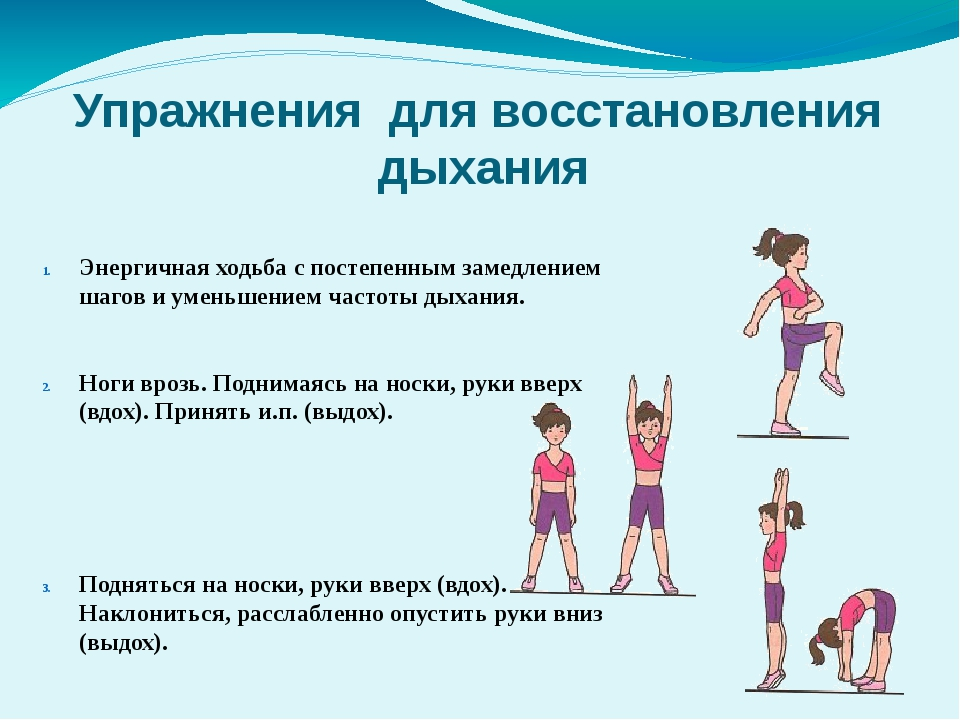 Упражнения для восстановления
дыхания
1. Энергичная ходьба с постепенным замедлением
шагов и уменьшением частоты дыхания.
2. Ноги врозь. Поднимаясь на носки, руки вверх
(вдох). Принять и.п. (выдох).
3. Подняться на носки, руки вверх (вдох).
Наклониться, расслабленно опустить руки вниз
(выдох).